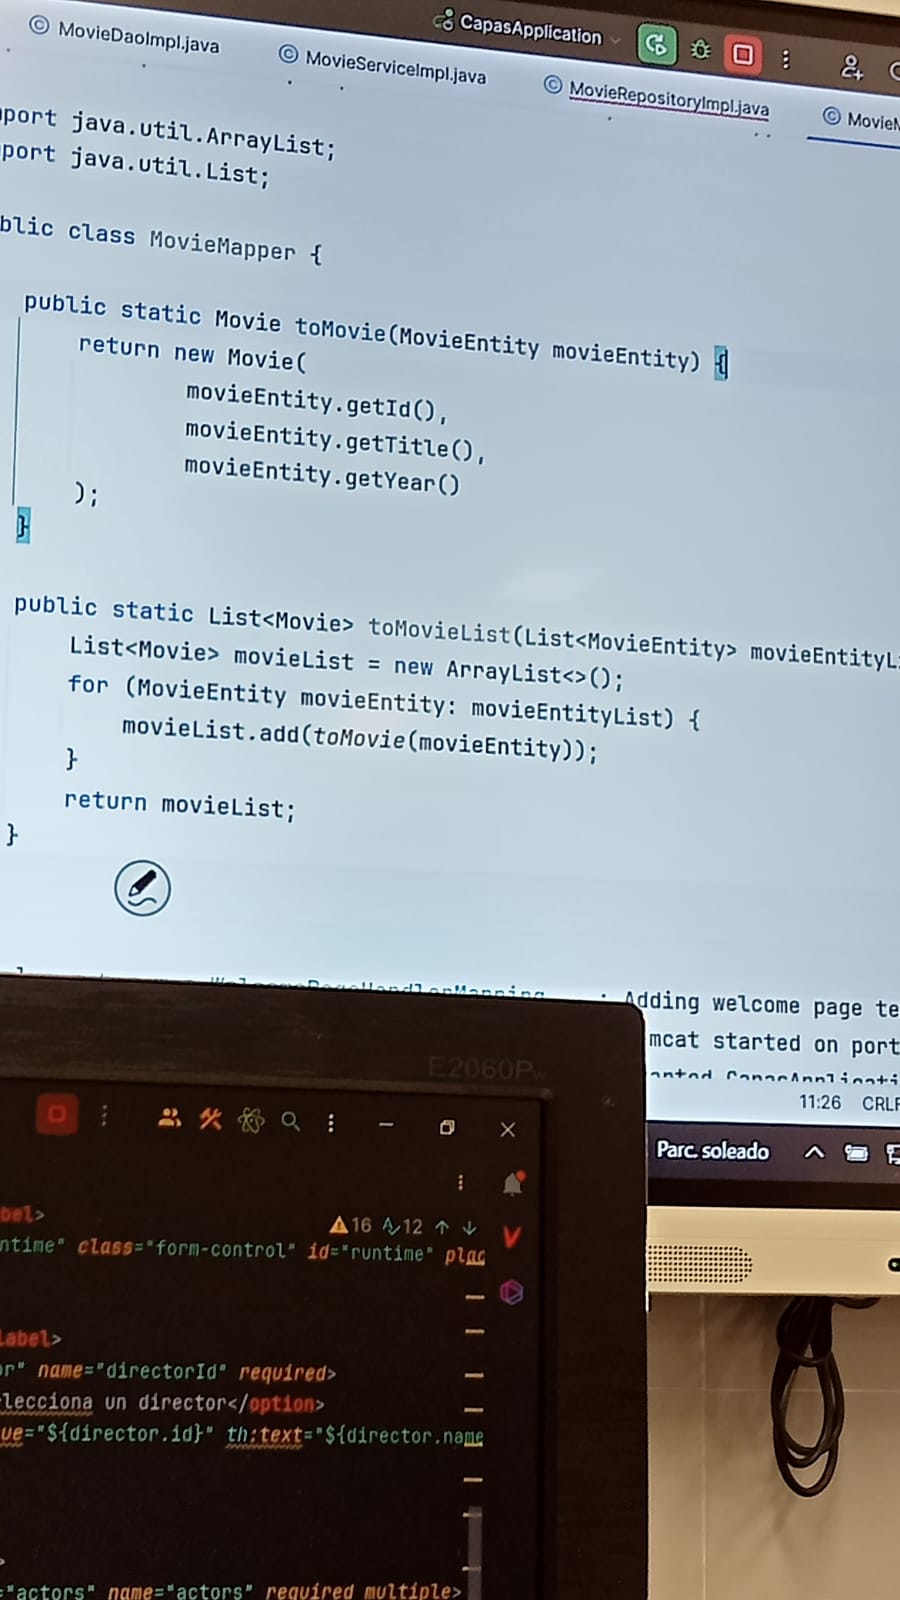 CapasApplication
MovieDaoImpl.java
MovieServiceImpl.java
MovieRepositoryImpl.java
port java.util.ArrayList;
port java.util.List;
blic class MovieMapper {
public static Movie toMovie(MovieEntity movieEntity) {
return new Movie(
movieEntity.getId(),
movieEntity.getTitle(),
movieEntity.getYear()
);
}
public static List<Movie> toMovieList(List<MovieEntity> movieEntityL
List<Movie> movieList = new ArrayList<>();
for (MovieEntity movieEntity: movieEntityList) {
movieList.add(toMovie(movieEntity));
}
return movieList;
}
Adding welcome page te
mcat started on port
11:26 CRLF
Parc. soleado
E2060P
16 12
bel>
ntime" class="form-control" id="runtime" plac
label>
or" name="directorId" required>
lecciona un director</option>
ue="${director.id}" th:text="${director.name
>
="actors" name="actors" required multiple>